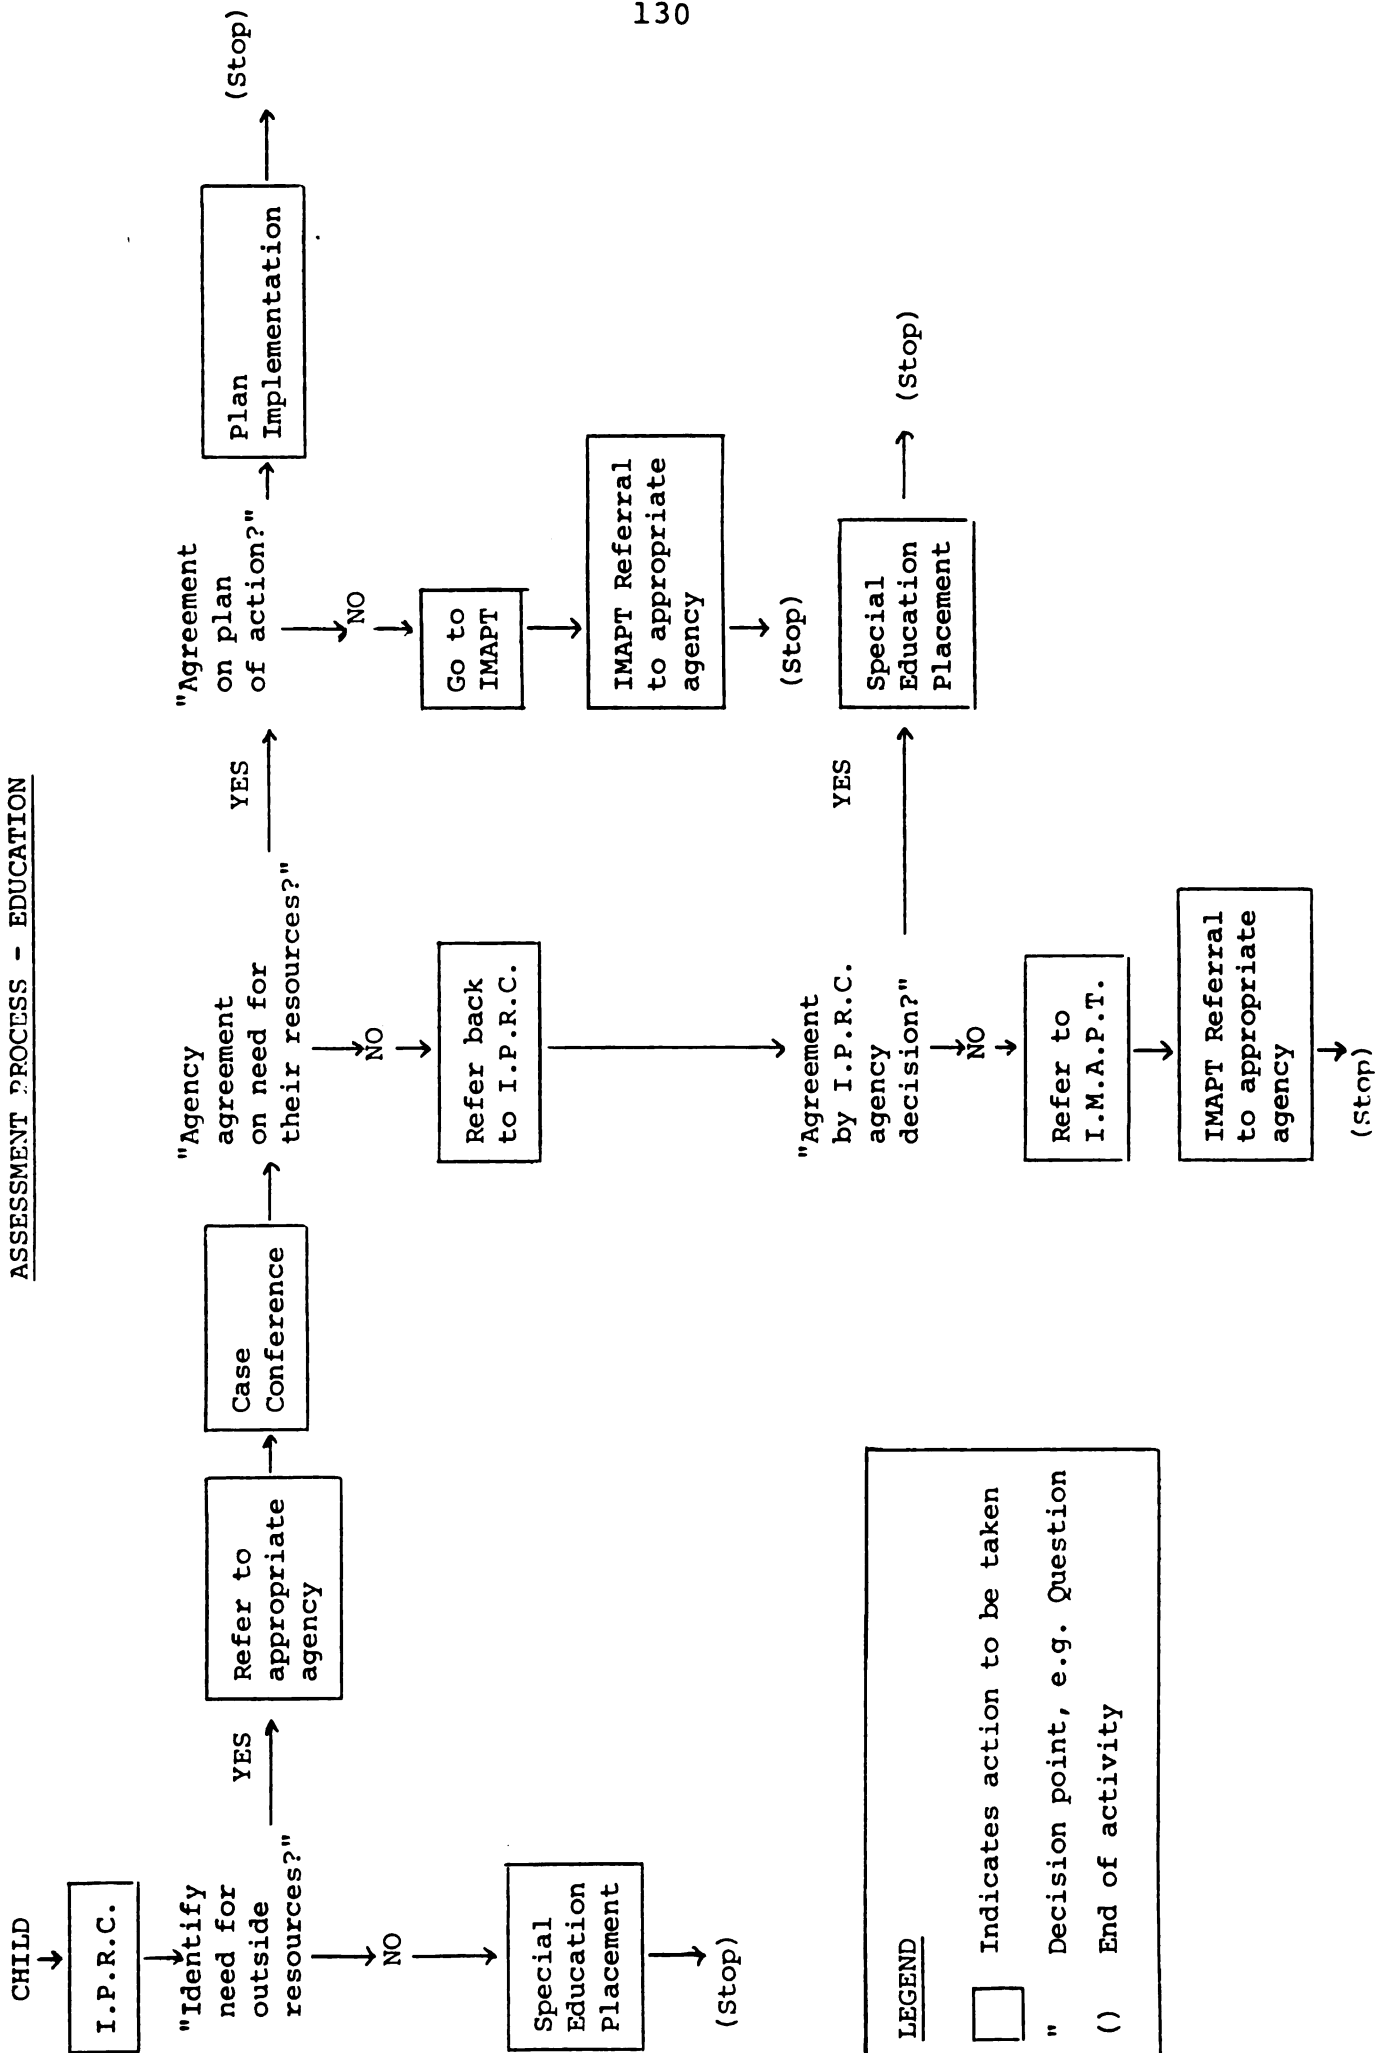 130
ASSESSMENT PROCESS - EDUCATION
CHILD
I.P.R.C.
"Identify
need for
outside
resources?"
YES
NO
Special
Education
Placement
(Stop)
Refer to
appropriate
agency
Case
Conference
"Agency
agreement
on need for
their resources?"
YES
NO
Refer back
to I.P.R.C.
"Agreement
on plan
of action?"
NO
Go to
IMAPT
IMAPT Referral
to appropriate
agency
(Stop)
Plan
Implementation
(Stop)
"Agreement
by I.P.R.C.
agency
decision?"
YES
NO
Special
Education
Placement
(Stop)
Refer to
I.M.A.P.T.
IMAPT Referral
to appropriate
agency
(Stop)
LEGEND
Indicates action to be taken
" Decision point, e.g. Question
() End of activity